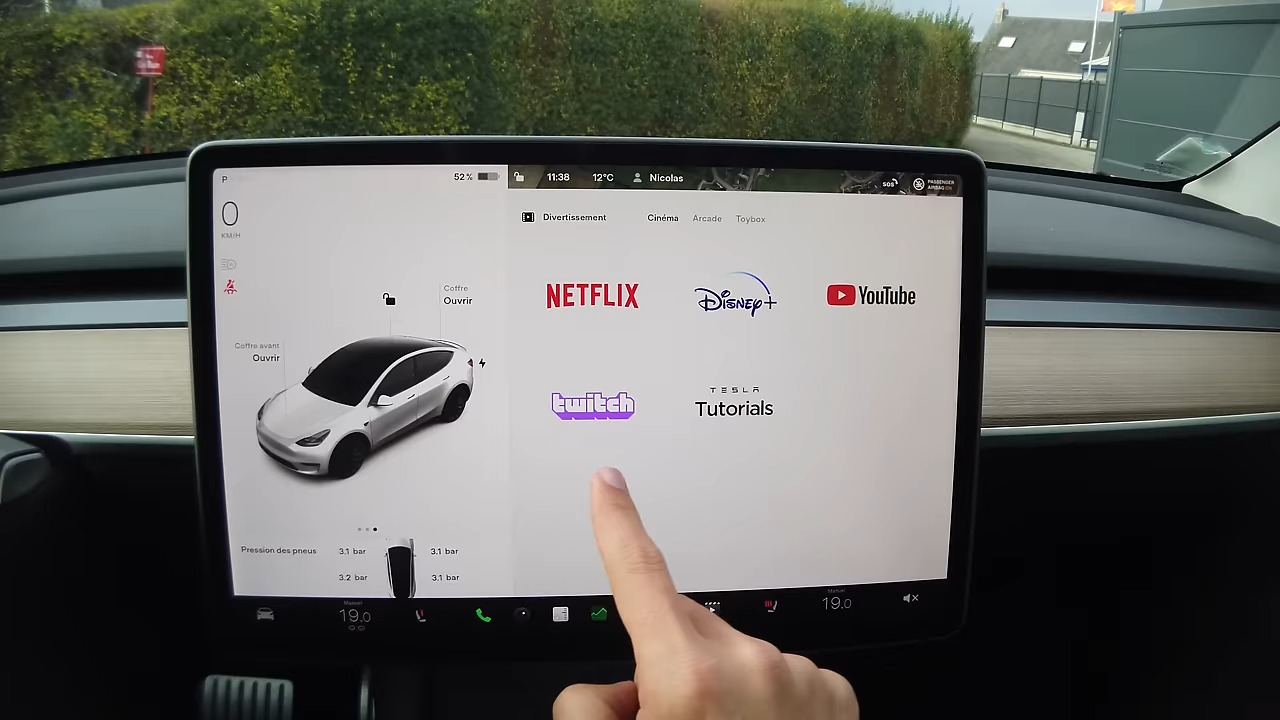 P
52 %
11:38 12°C Nicolas
SOS
PASSENGER
AIRBAG ON
0
KM/H
Divertissement Cinéma Arcade Toybox
Coffre
Ouvrir
Coffre avant
Ouvrir
NETFLIX Disney+ YouTube
twitch TESLA Tutorials
Pression des pneus
3.1 bar 3.1 bar
3.2 bar 3.1 bar
Manuel
19.0
Manuel
19.0